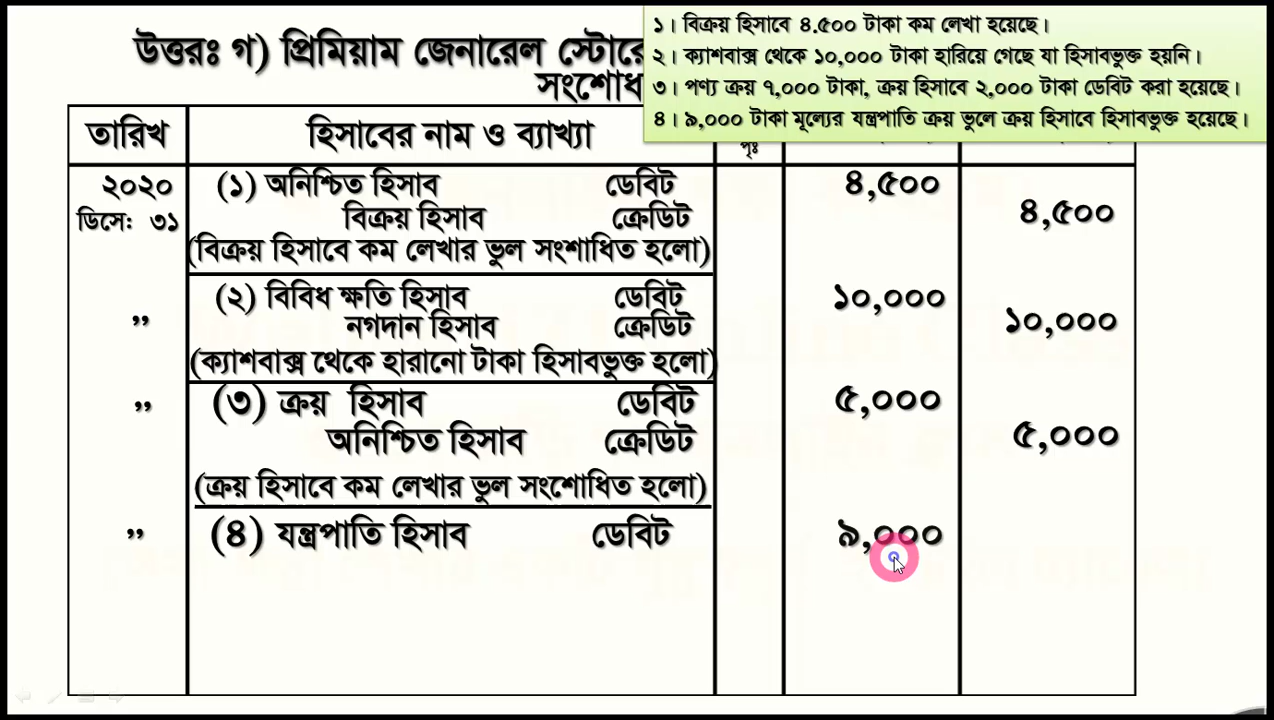 উত্তরঃ গ) প্রিমিয়াম জেনারেল
১। বিক্রয় হিসাবে ৪.৫০০ টাকা কম লেখা হয়েছে।
২। ক্যাশবাক্স থেকে ১০,০০০ টাকা হারিয়ে গেছে যা হিসাবভুক্ত হয়নি।
৩। পণ্য ক্রয় ৭,০০০ টাকা, ক্রয় হিসাবে ২,০০০ টাকা ডেবিট করা হয়েছে।
৪। ৯,০০০ টাকা মূল্যের যন্ত্রপাতি ক্রয় ভুলে ক্রয় হিসাবে হিসাবভুক্ত হয়েছে।
তারিখ হিসাবের নাম ও ব্যাখ্যা পৃঃ
২০২০ (১) অনিশ্চিত হিসাব ডেবিট ৪,৫০০
ডিসে: ৩১ বিক্রয় হিসাব ক্রেডিট ৪,৫০০
(বিক্রয় হিসাবে কম লেখার ভুল সংশাধিত হলো)
,, (২) বিবিধ ক্ষতি হিসাব ডেবিট ১০,০০০
নগদান হিসাব ক্রেডিট ১০,০০০
(ক্যাশবাক্স থেকে হারানো টাকা হিসাবভুক্ত হলো)
,, (৩) ক্রয় হিসাব ডেবিট ৫,০০০
অনিশ্চিত হিসাব ক্রেডিট ৫,০০০
(ক্রয় হিসাবে কম লেখার ভুল সংশোধিত হলো)
,, (৪) যন্ত্রপাতি হিসাব ডেবিট ৯,০০০